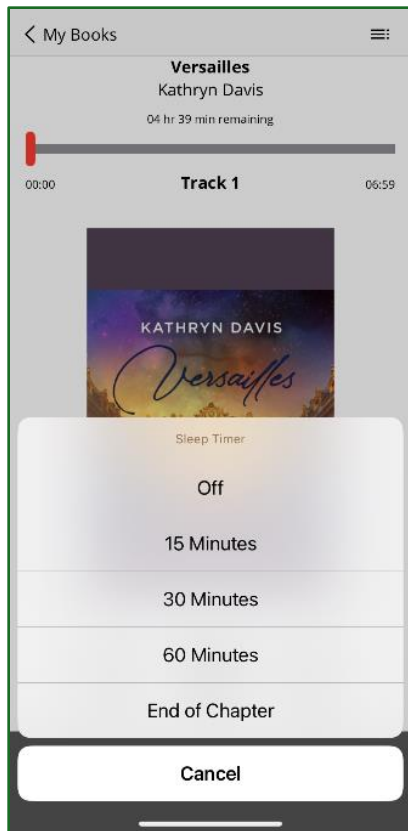 My Books
Versailles
Kathryn Davis
04 hr 39 min remaining
00:00 Track 1 06:59
KATHRYN DAVIS
Versailles
Sleep Timer
Off
15 Minutes
30 Minutes
60 Minutes
End of Chapter
Cancel